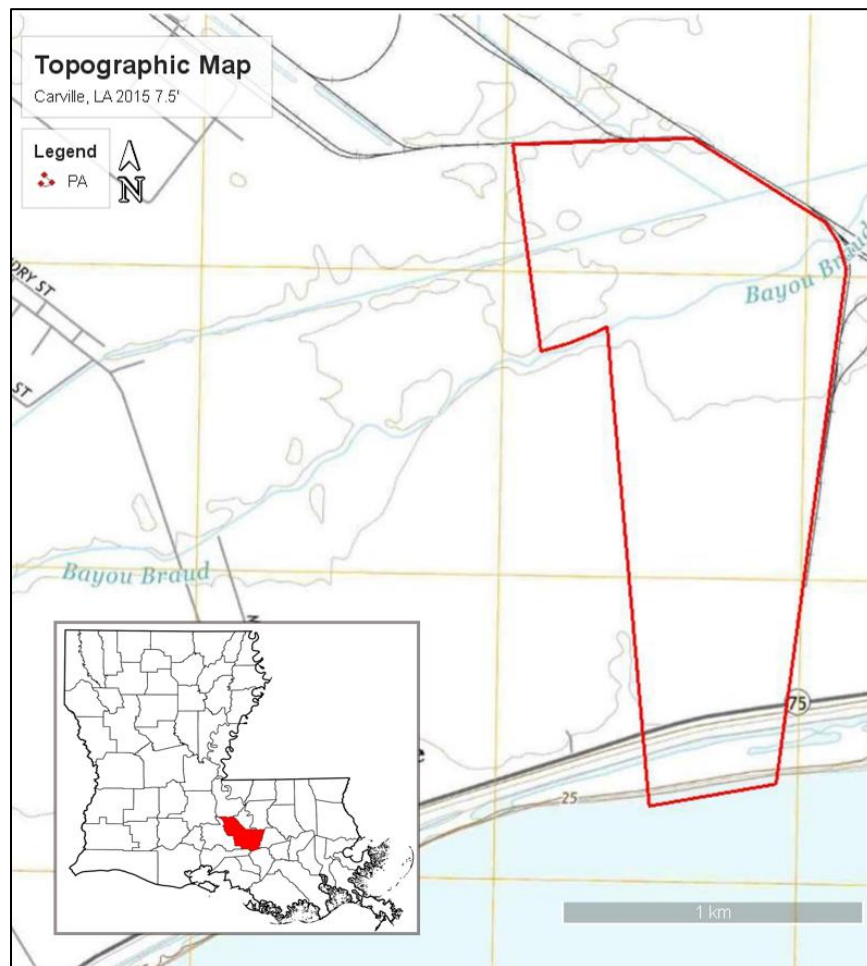 Topographic Map
Carville, LA 2015 7.5'
Legend
PA
N
DRY ST
ST
Bayou Braud
Bayou Braud
75
25
1 km